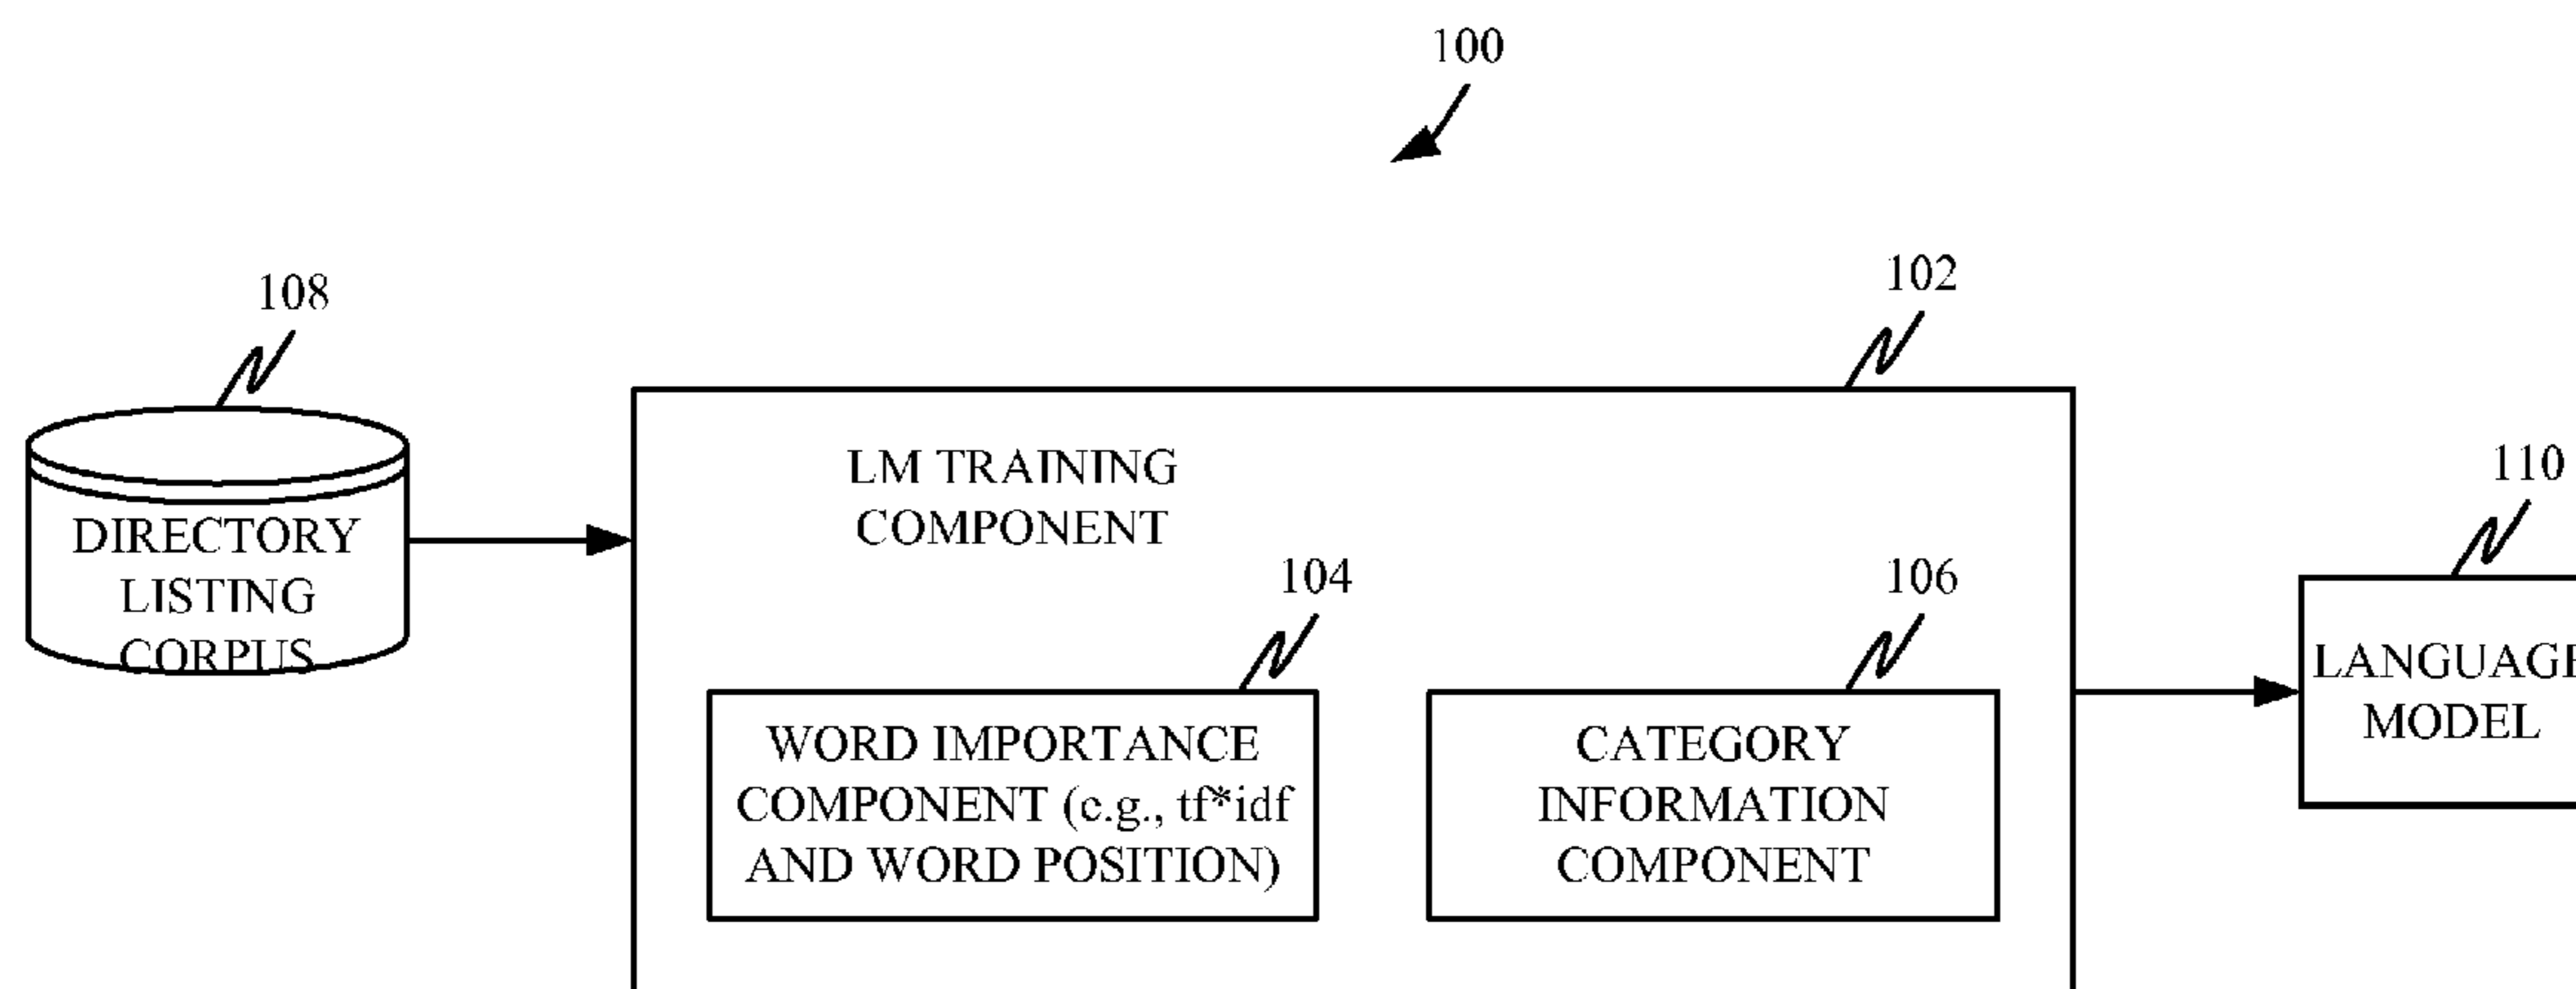 100
102
108
110
LM TRAINING
COMPONENT
DIRECTORY
LISTING
CORPUS
104
106
LANGUAGE
MODEL
WORD IMPORTANCE
COMPONENT (e.g., tf*idf
AND WORD POSITION)
CATEGORY
INFORMATION
COMPONENT